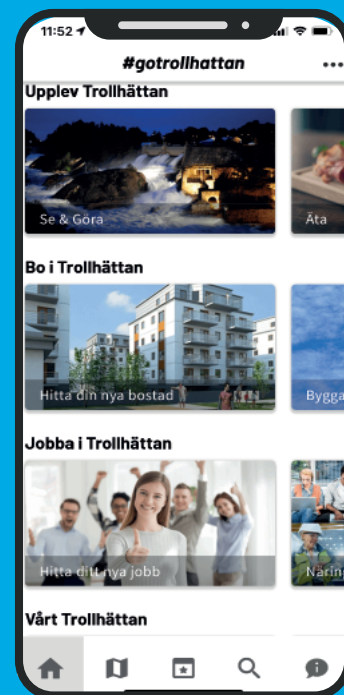 11:52
#gotrollhattan
Upplev Trollhättan
Se & Göra
Äta
Bo i Trollhättan
Hitta din nya bostad
Bygga
Jobba i Trollhättan
Hitta ditt nya jobb
Näring
Vårt Trollhättan